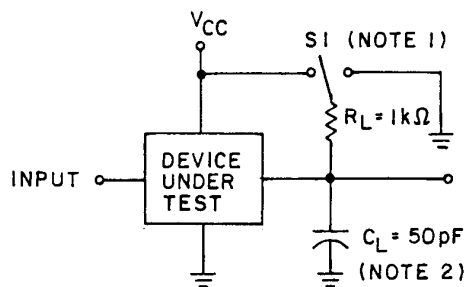 VCC
S1 (NOTE 1)
RL = 1kΩ
DEVICE
UNDER
TEST
INPUT
CL = 50pF
(NOTE 2)